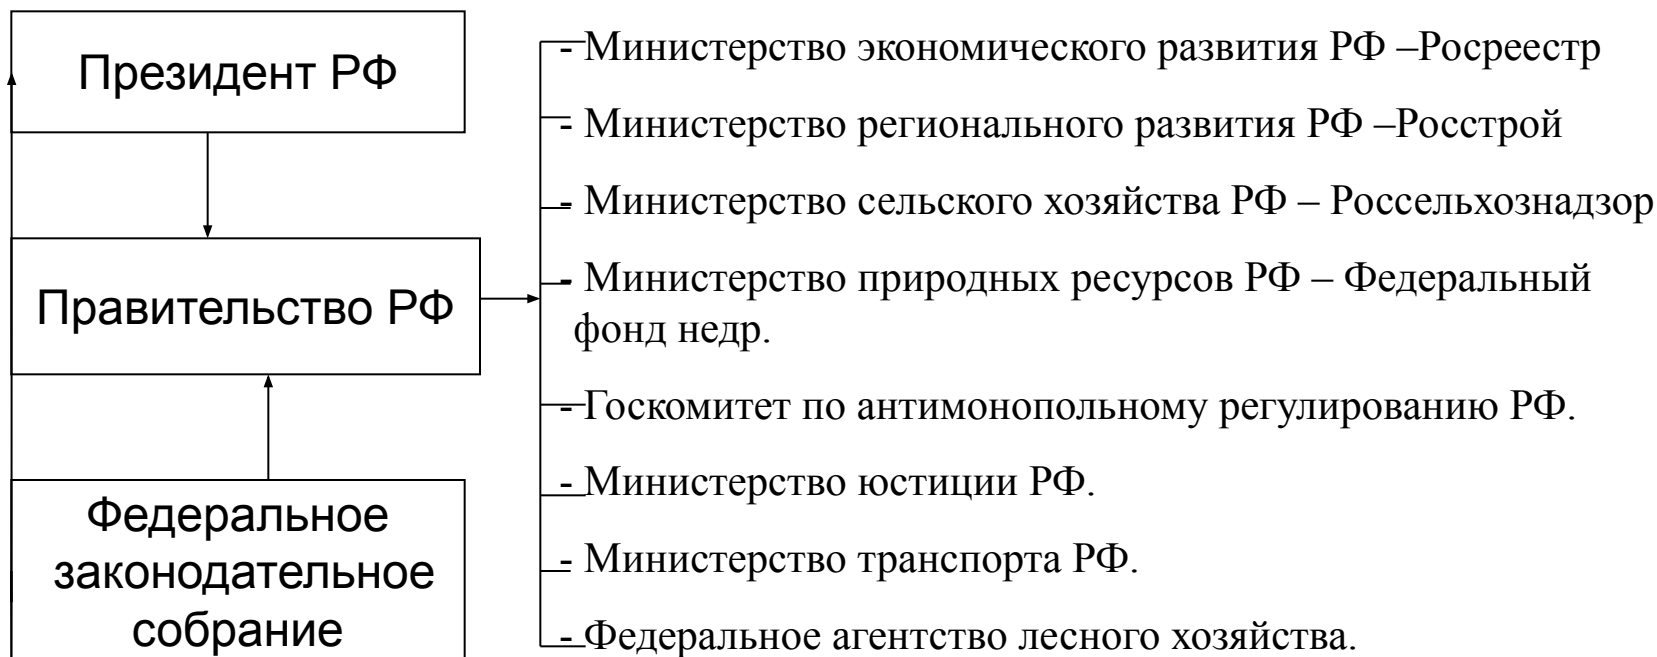 Президент РФ
Правительство РФ
Федеральное
законодательное
собрание
- Министерство экономического развития РФ –Росреестр
- Министерство регионального развития РФ –Росстрой
- Министерство сельского хозяйства РФ – Россельхознадзор
- Министерство природных ресурсов РФ – Федеральный
фонд недр.
- Госкомитет по антимонопольному регулированию РФ.
- Министерство юстиции РФ.
- Министерство транспорта РФ.
- Федеральное агентство лесного хозяйства.